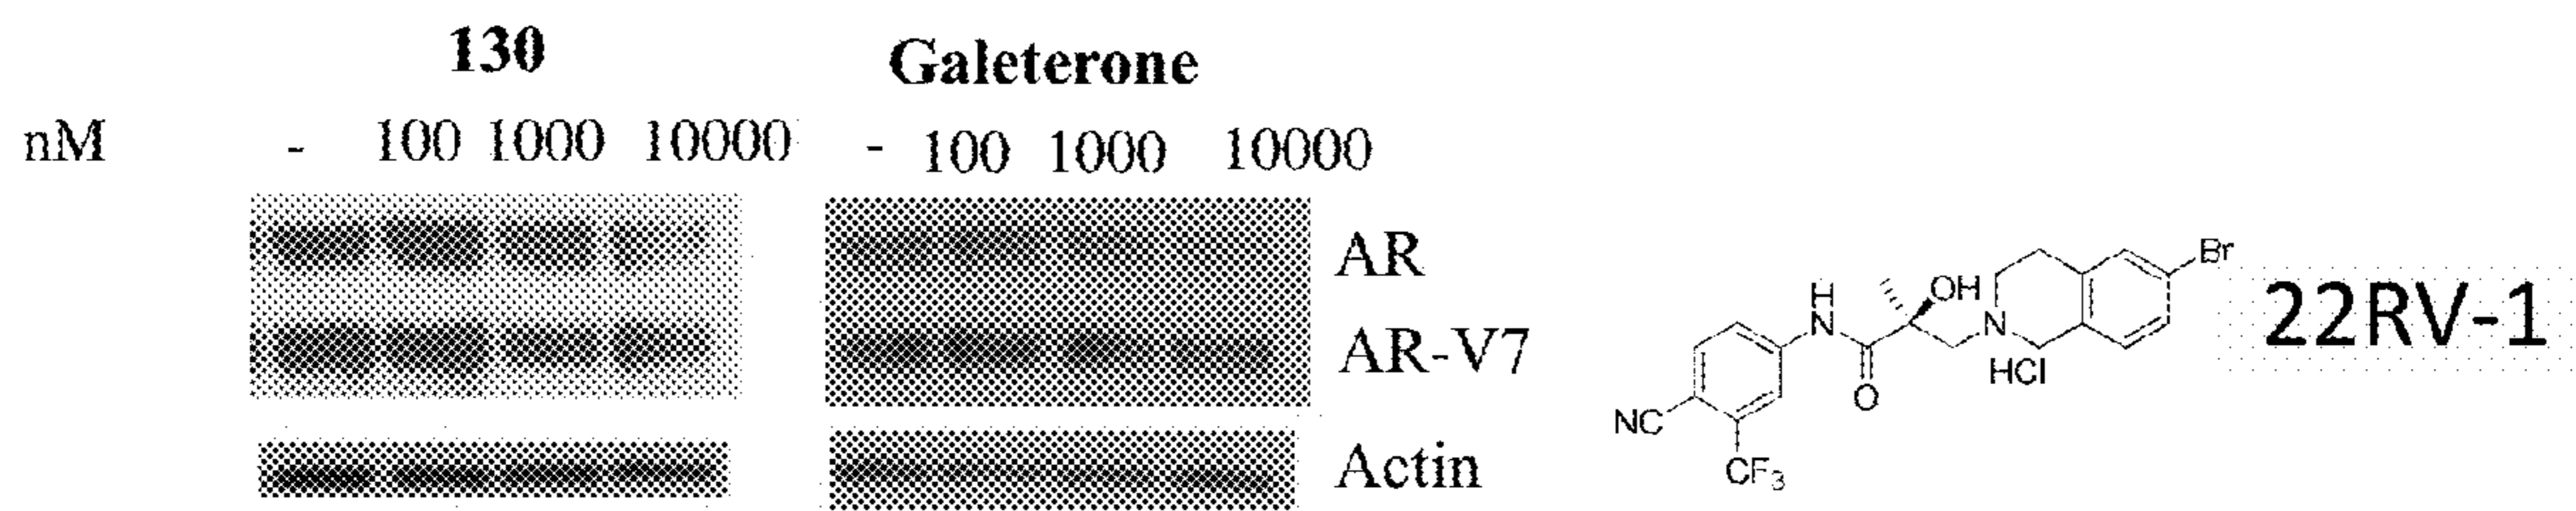 130 Galeterone
nM - 100 1000 10000 - 100 1000 10000
AR
AR-V7
Actin
H
N
O
OH
N
HCl
Br
NC
CF3
22RV-1